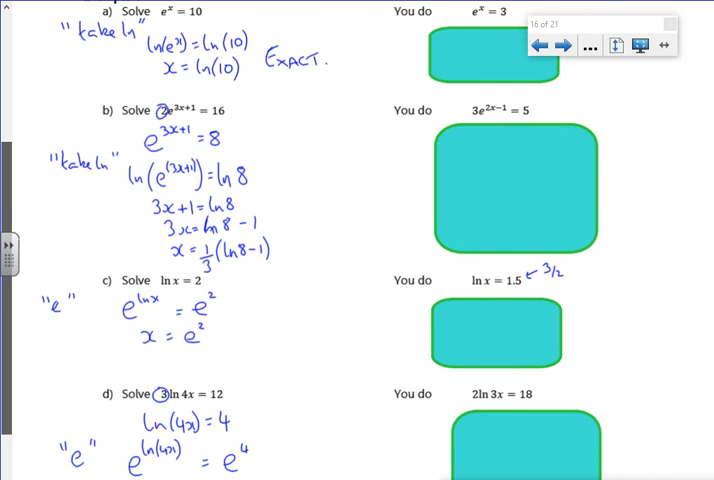 a) Solve e^x = 10
"take ln"
ln(e^x) = ln(10)
x = ln(10) EXACT.
You do e^x = 3
16 of 21
b) Solve 2e^{3x+1} = 16
e^{3x+1} = 8
"take ln"
ln(e^{(3x+1)}) = ln 8
3x+1 = ln 8
3x = ln 8 - 1
x = 1/3 (ln 8 - 1)
You do 3e^{2x−1} = 5
c) Solve ln x = 2
"e"
e^{ln x} = e^2
x = e^2
You do ln x = 1.5 ← 3/2
d) Solve 3ln 4x = 12
ln(4x) = 4
"e"
e^{ln(4x)} = e^4
You do 2ln 3x = 18